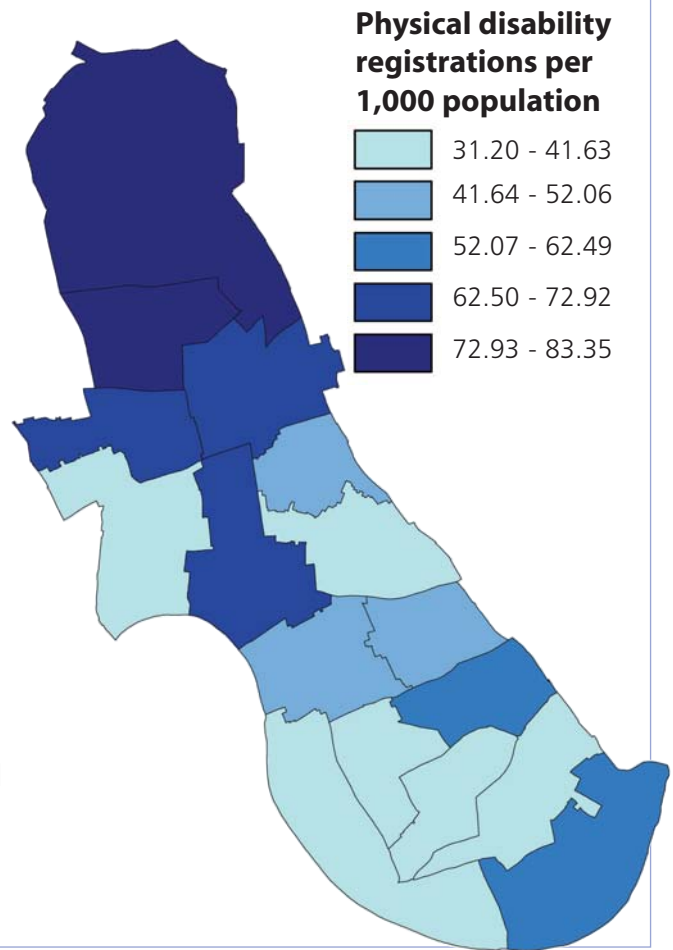 Physical disability
registrations per
1,000 population
31.20 - 41.63
41.64 - 52.06
52.07 - 62.49
62.50 - 72.92
72.93 - 83.35